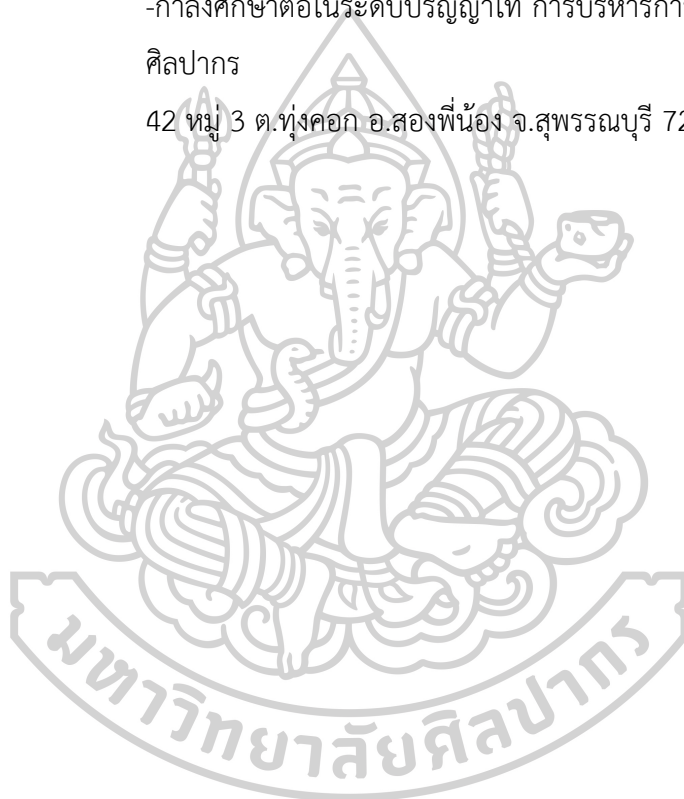 -กำลังศึกษาต่อในระดับปริญญาโท การบริหารการ
ศิลปากร
42 หมู่ 3 ต.ทุ่งคอก อ.สองพี่น้อง จ.สุพรรณบุรี 72
มหาวิทยาลัยศิลปากร